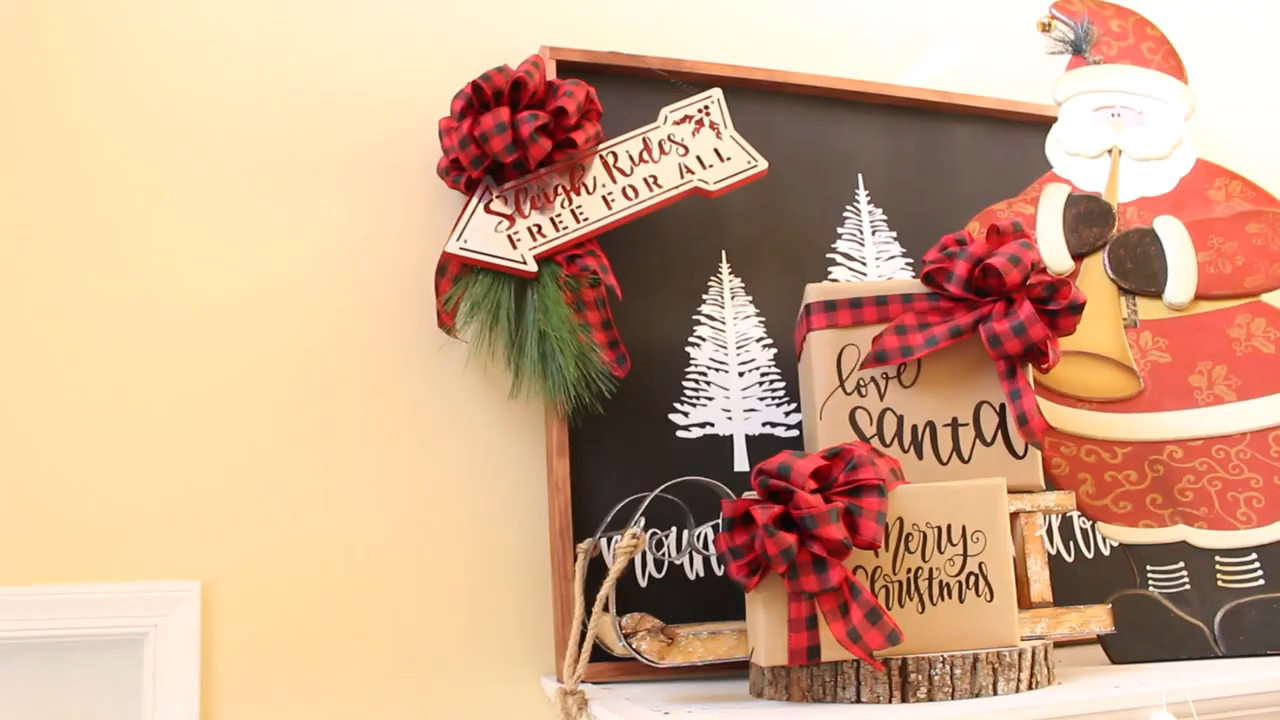 Sleigh Rides
FREE FOR ALL
love
santa
Merry
Christmas